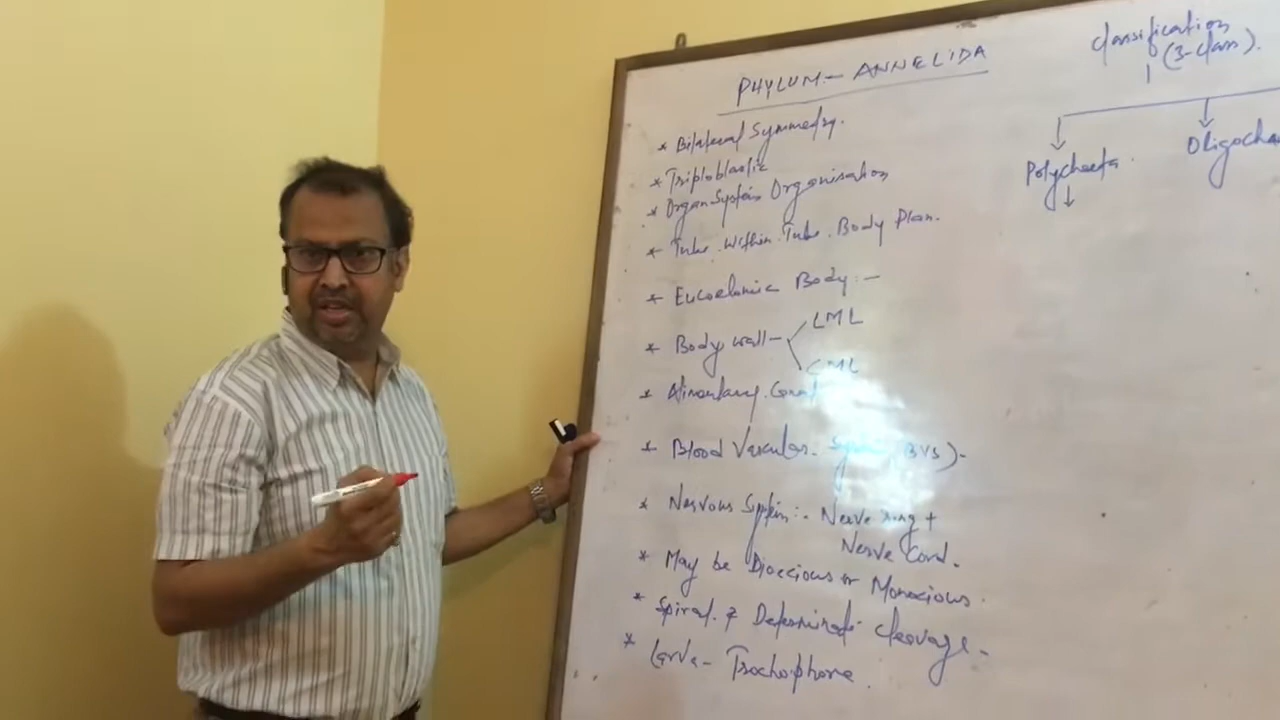 PHYLUM - ANNELIDA
* Bilateral Symmetry.
* Triploblastic
* Organ System Organisation
* Tube within Tube Body Plan.
* Eucoelomic Body :-
* Body wall - LML
CML
* Alimentary Canal
* Blood Vascular System (BVS) -
* Nervous System :- Nerve ring +
Nerve Cord.
* May be Dioecious or Monocious.
* Spiral & Determinate Cleavage -
* Larva - Trochophore.
Classification
(3-class).
Polychaeta.
Oligocha